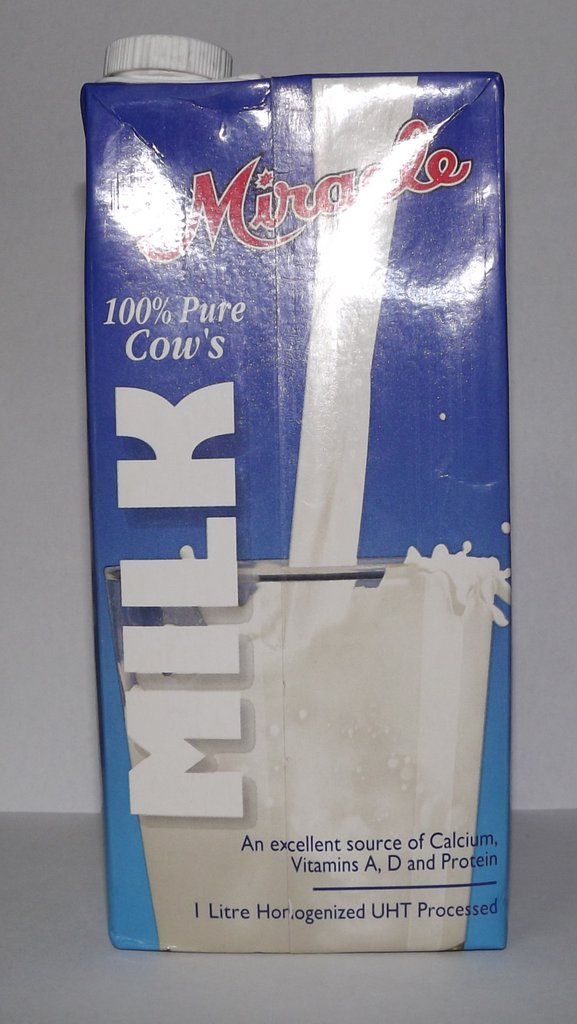 Miracle
100% Pure
Cow's
MILK
An excellent source of Calcium,
Vitamins A, D and Protein
1 Litre Homogenized UHT Processed